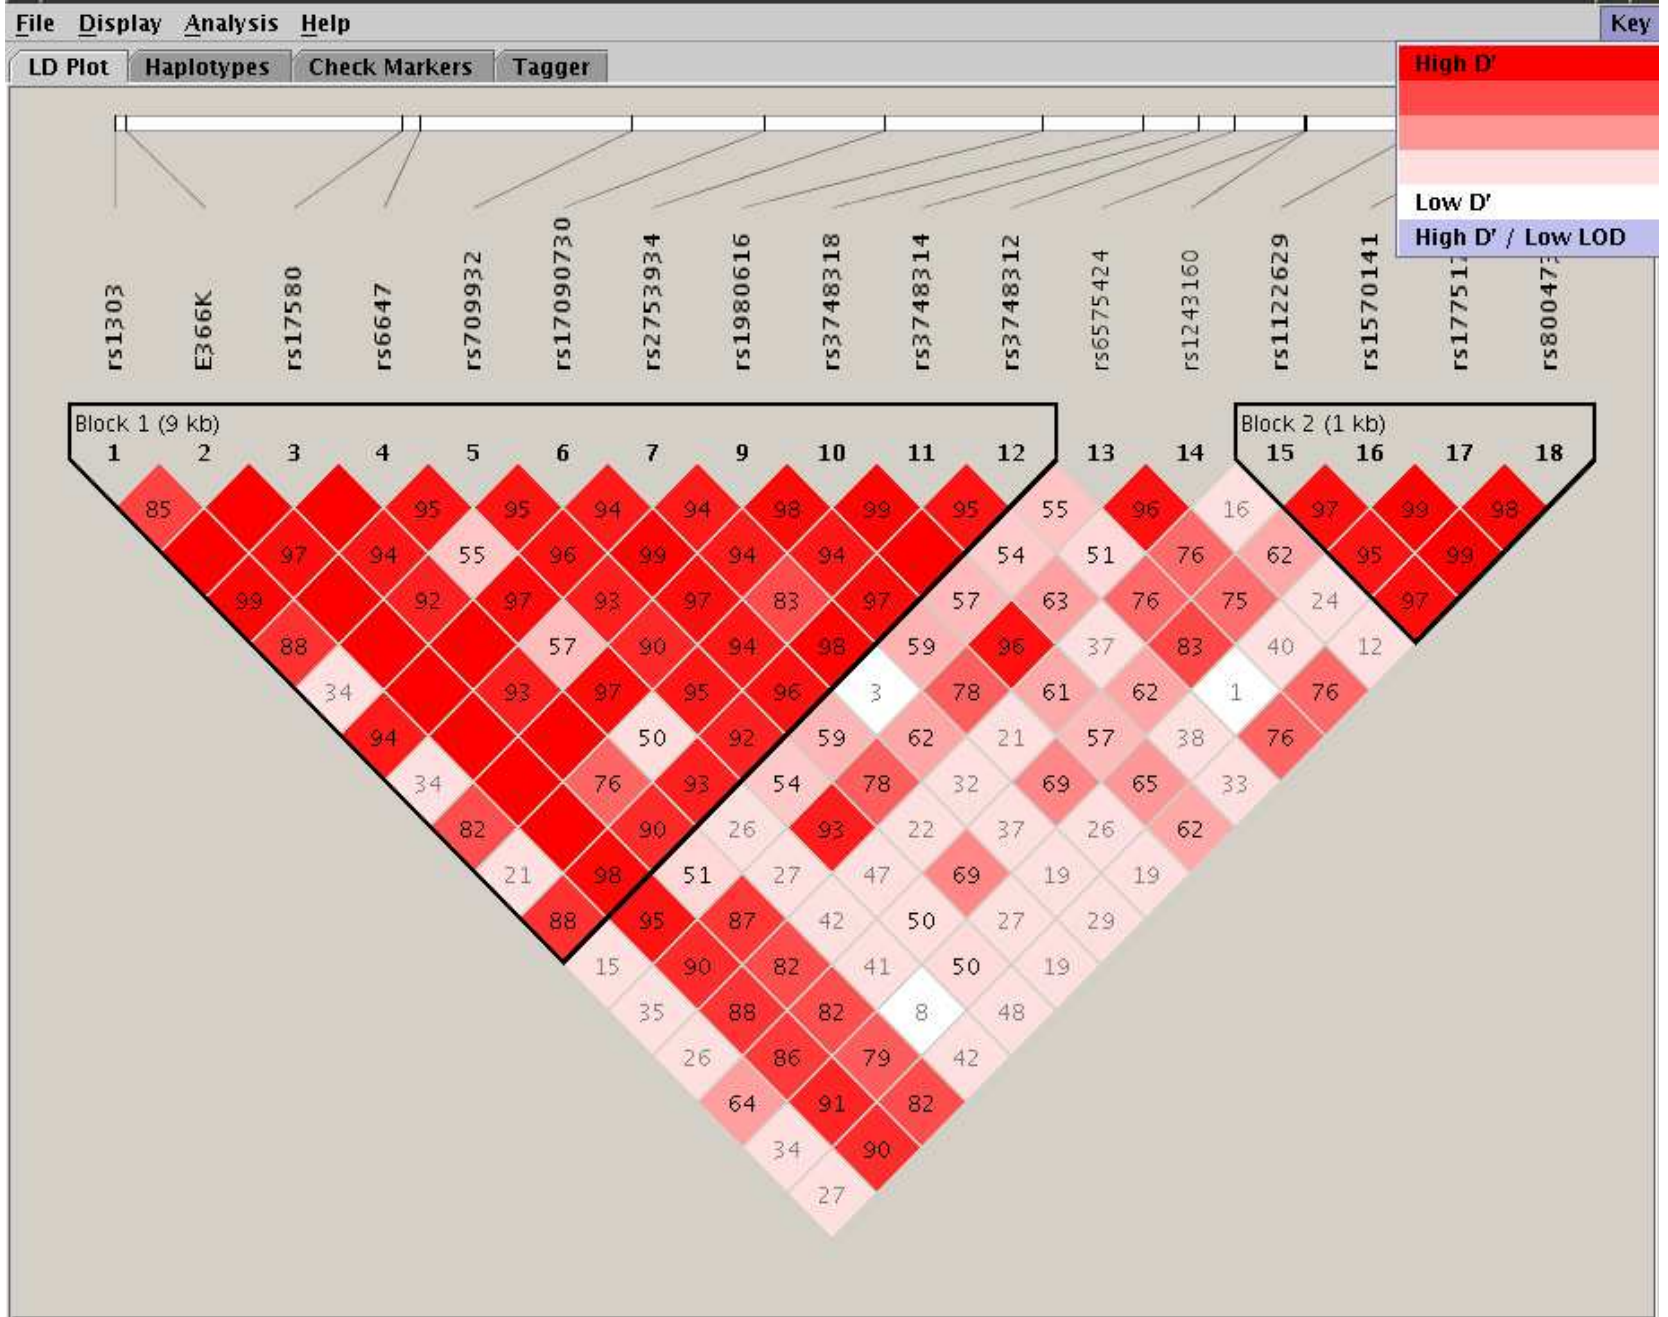 File Display Analysis Help Key
LD Plot Haplotypes Check Markers Tagger
High D'
Low D'
High D' / Low LOD
rs1303
E366K
rs17580
rs6647
rs709932
rs17090730
rs2753934
rs1980616
rs3748318
rs3748314
rs3748312
rs6575424
rs1243160
rs1122629
rs1570141
Block 1 (9 kb) Block 2 (1 kb)
1 2 3 4 5 6 7 9 10 11 12 13 14 15 16 17 18
85 95 95 94 94 98 99 95 55 96 16 97 99 98
97 94 55 96 99 94 94 54 51 76 62 95 99
99 92 97 93 97 83 97 57 63 76 75 24 97
88 57 90 94 98 59 96 37 83 40 12
34 93 97 95 96 3 78 61 62 1 76
94 50 92 59 62 21 57 38 76
34 76 93 54 78 32 69 65 33
82 90 26 93 22 37 26 62
21 98 51 27 47 69 19 19
88 95 87 42 50 27 29
15 90 82 41 50 19
35 88 82 8 48
26 86 79 42
64 91 82
34 90
27